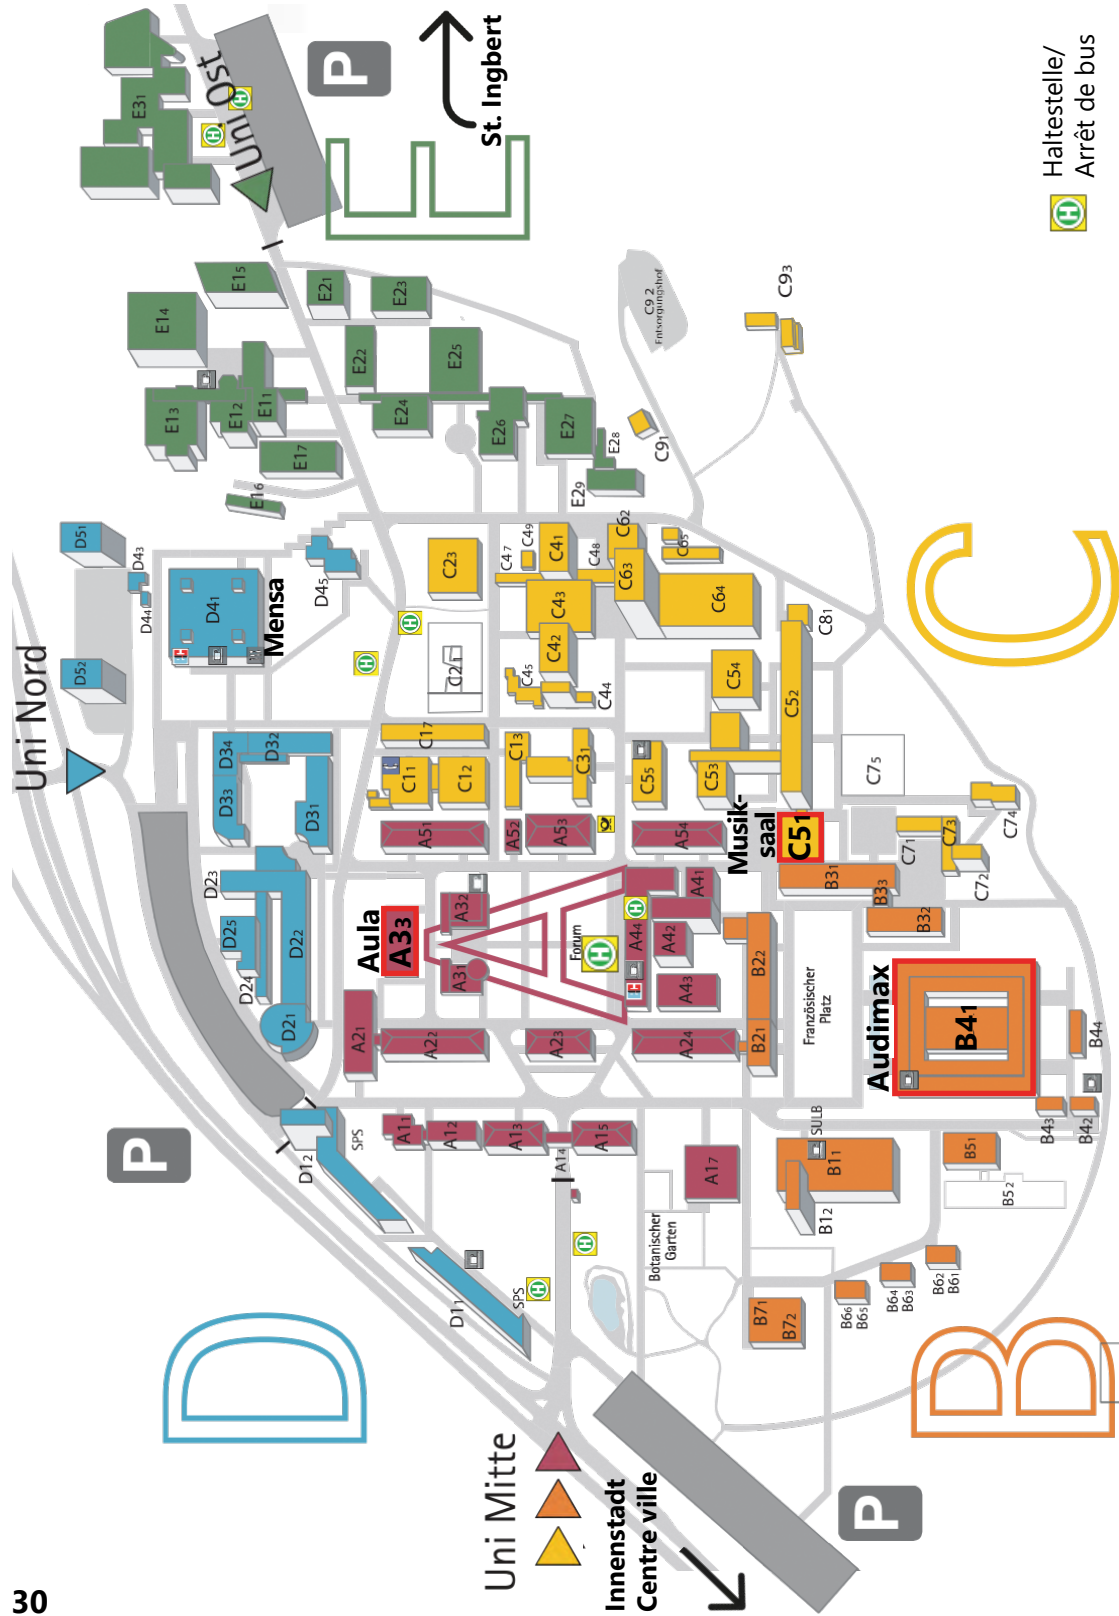 30
Uni Nord
Uni Ost
St. Ingbert
P
P
P
Haltestelle/
Arrêt de bus
H
E
D
C
B
A
Uni Mitte
Innenstadt
Centre ville
Mensa
Aula
A33
Musik-
saal
C51
Audimax
B41
Forum
Französischer
Platz
Botanischer
Garten
SULB
SPS
SPS
C9 2
Entsorgungshof
E31
E15
E14
E13
E12
E11
E17
E16
E21
E23
E22
E25
E24
E26
E27
E28
E29
D51
D52
D43
D44
D41
D45
D34
D32
D33
D31
D23
D25
D24
D22
D21
D12
D11
C23
C21
C17
C11
C12
C13
C31
C47
C49
C41
C48
C43
C42
C45
C44
C62
C63
C65
C64
C54
C55
C53
C52
C81
C75
C71
C73
C72
C74
C91
C93
A51
A52
A53
A54
A32
A31
A41
A44
A42
A43
A21
A22
A23
A24
A11
A12
A13
A14
A15
A17
B31
B33
B32
B22
B21
B44
B43
B42
B11
B12
B51
B52
B62
B61
B64
B63
B66
B65
B71
B72